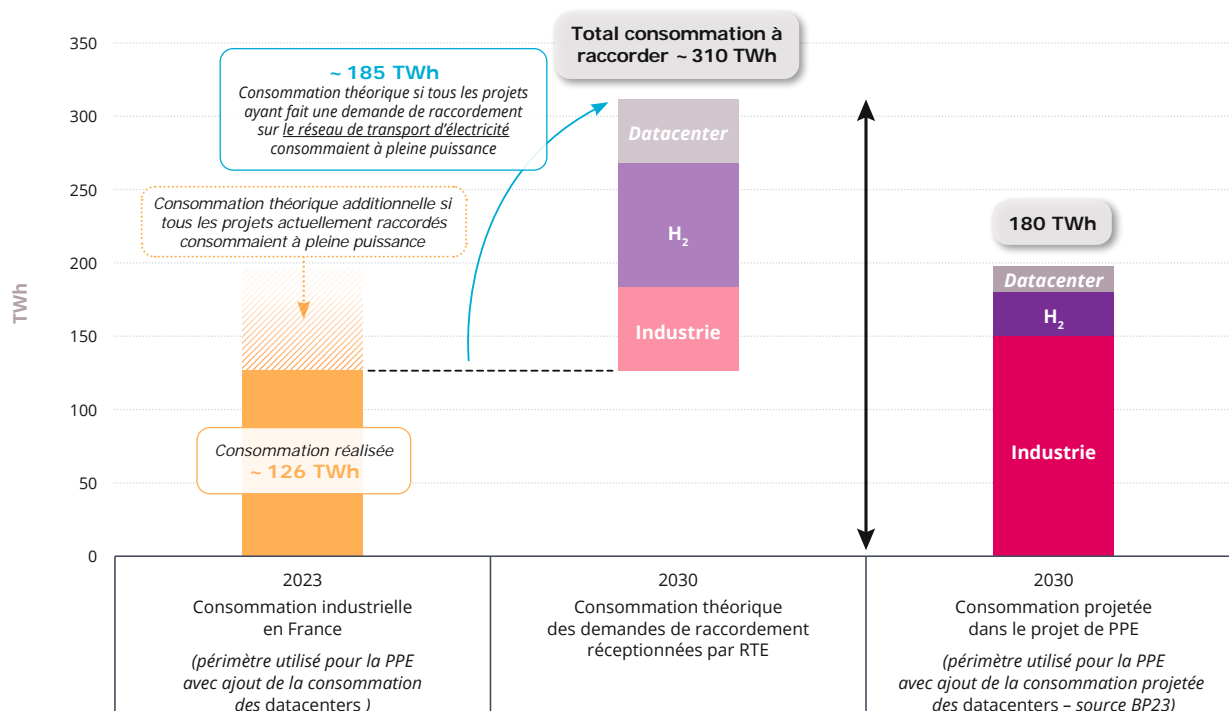 TWh
350
300
250
200
150
100
50
0
~ 185 TWh
Consommation théorique si tous les projets
ayant fait une demande de raccordement
sur le réseau de transport d’électricité
consommaient à pleine puissance
Consommation théorique additionnelle si
tous les projets actuellement raccordés
consommaient à pleine puissance
Consommation réalisée
~ 126 TWh
Total consommation à
raccorder ~ 310 TWh
Datacenter
H₂
Industrie
180 TWh
Datacenter
H₂
Industrie
2023
Consommation industrielle
en France
(périmètre utilisé pour la PPE
avec ajout de la consommation
des datacenters )
2030
Consommation théorique
des demandes de raccordement
réceptionnées par RTE
2030
Consommation projetée
dans le projet de PPE
(périmètre utilisé pour la PPE
avec ajout de la consommation projetée
des datacenters – source BP23)